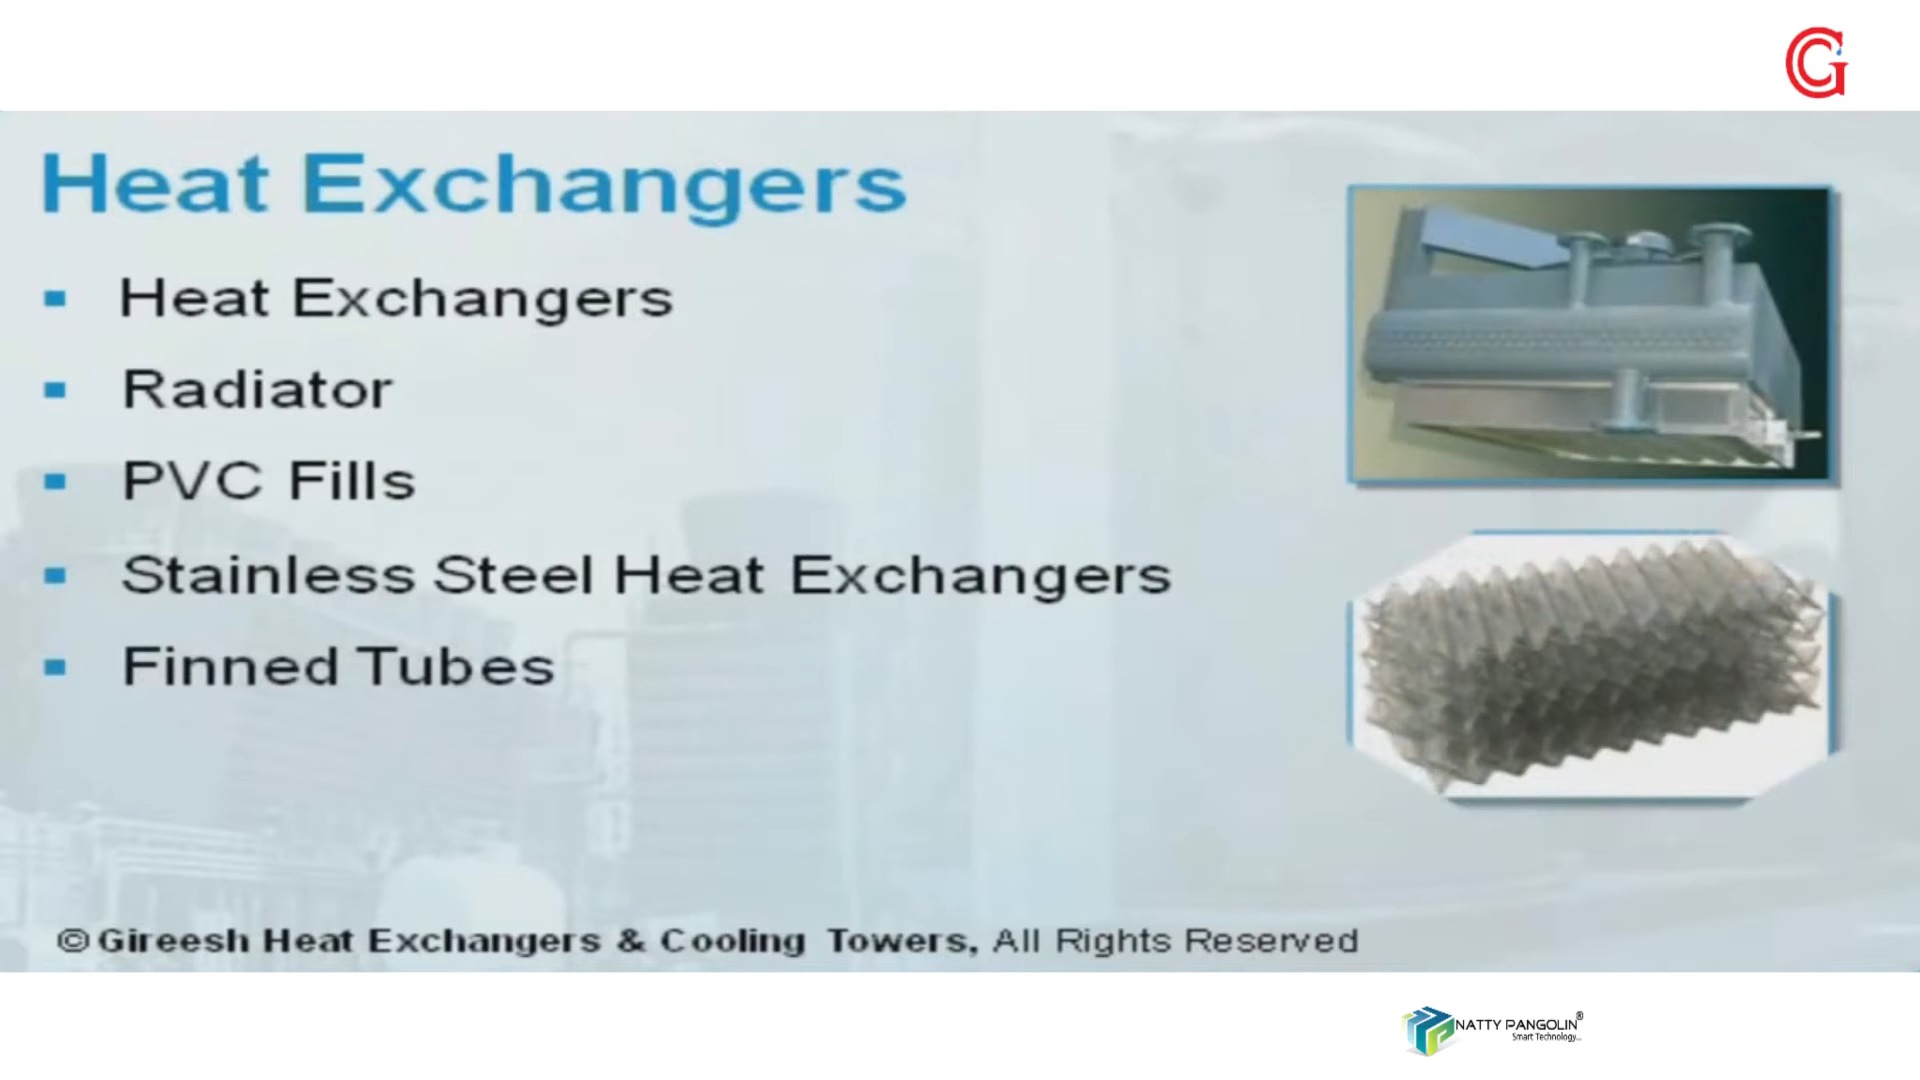 G
Heat Exchangers
Heat Exchangers
Radiator
PVC Fills
Stainless Steel Heat Exchangers
Finned Tubes
© Gireesh Heat Exchangers & Cooling Towers, All Rights Reserved
NATTY PANGOLIN®
Smart Technology...